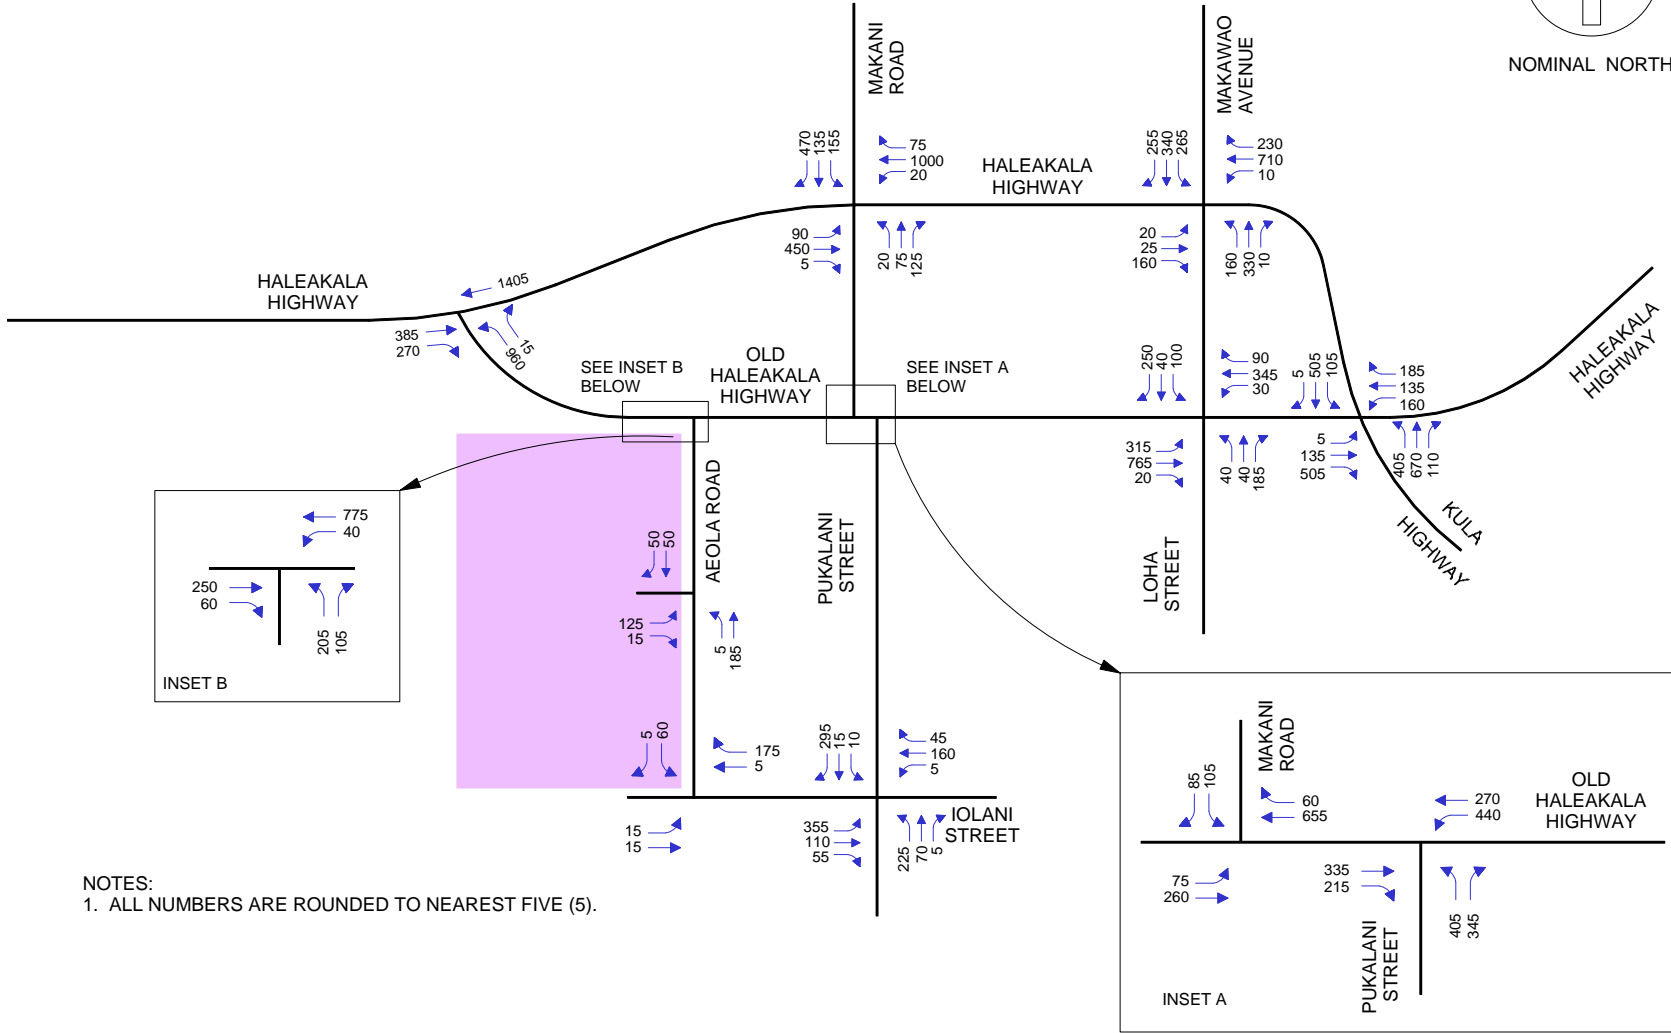 NOMINAL NORTH
MAKANI
ROAD
MAKAWAO
AVENUE
470
135
155
75
1000
20
HALEAKALA
HIGHWAY
255
340
265
230
710
10
90
450
5
20
75
125
20
25
160
160
330
10
HALEAKALA
HIGHWAY
1405
385
270
15
960
SEE INSET B
BELOW
OLD
HALEAKALA
HIGHWAY
SEE INSET A
BELOW
250
40
100
90
345
30
5
505
105
185
135
160
HALEAKALA
HIGHWAY
315
765
20
40
40
185
5
135
505
405
670
110
KULA
HIGHWAY
775
40
250
60
205
105
INSET B
AEOLA ROAD
PUKALANI
STREET
LOHA
STREET
50
50
125
15
5
185
5
60
175
5
295
15
10
45
160
5
15
15
355
110
55
225
70
5
IOLANI
STREET
MAKANI
ROAD
85
105
60
655
270
440
OLD
HALEAKALA
HIGHWAY
75
260
335
215
405
345
PUKALANI
STREET
INSET A
NOTES:
1. ALL NUMBERS ARE ROUNDED TO NEAREST FIVE (5).